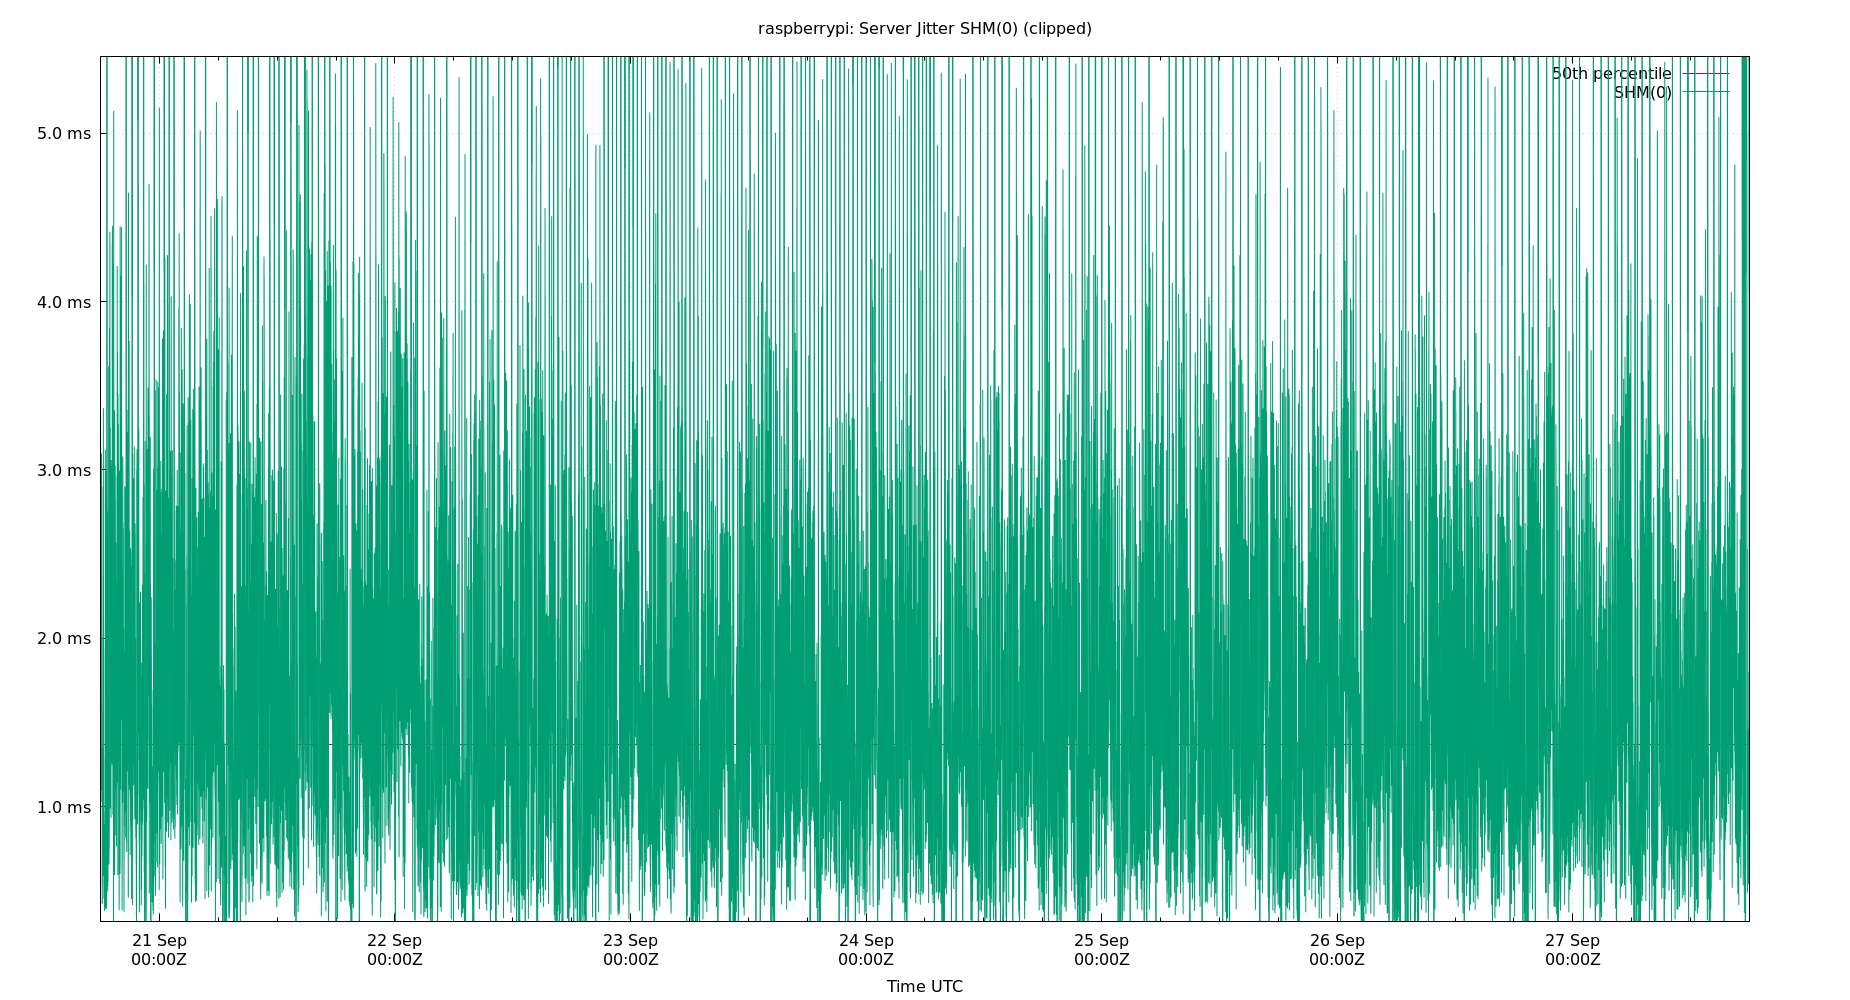 raspberrypi: Server Jitter SHM(0) (clipped)
50th percentile
SHM(0)
5.0 ms
4.0 ms
3.0 ms
2.0 ms
1.0 ms
21 Sep 22 Sep 23 Sep 24 Sep 25 Sep 26 Sep 27 Sep
00:00Z 00:00Z 00:00Z 00:00Z 00:00Z 00:00Z 00:00Z
Time UTC